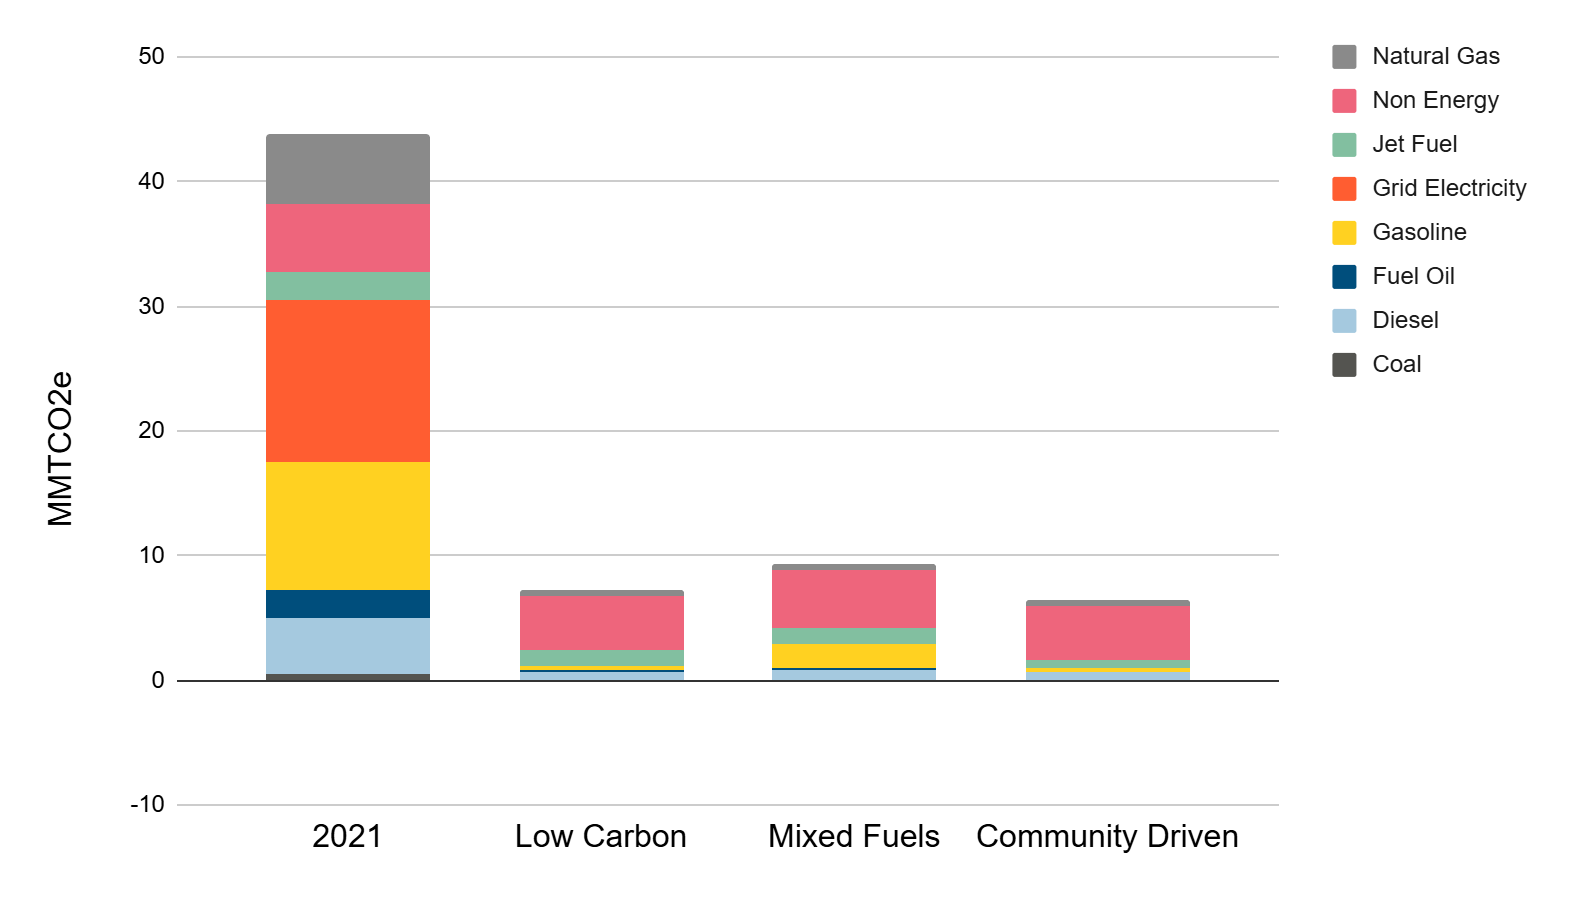 50
40
30
20
10
0
-10
MMTCO2e
2021
Low Carbon
Mixed Fuels
Community Driven
Natural Gas
Non Energy
Jet Fuel
Grid Electricity
Gasoline
Fuel Oil
Diesel
Coal